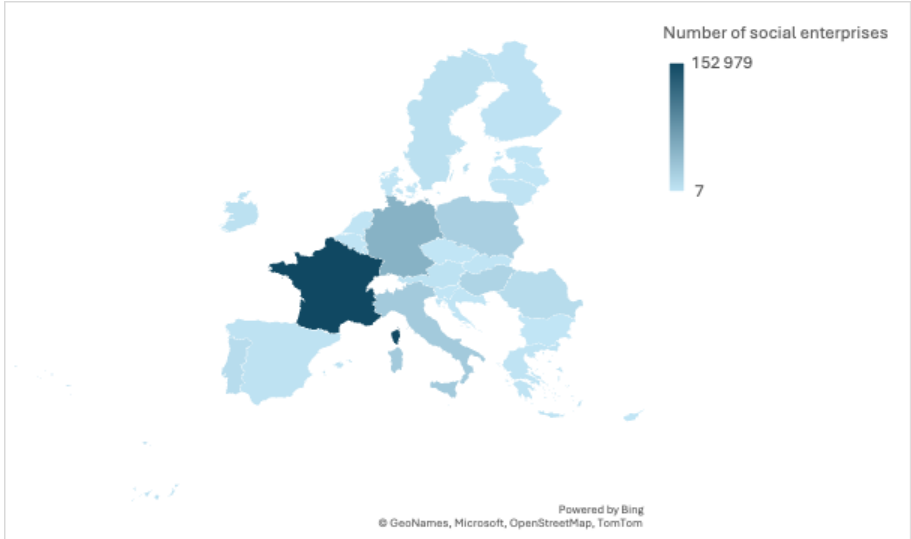 Number of social enterprises
152 979
7
Powered by Bing
© GeoNames, Microsoft, OpenStreetMap, TomTom